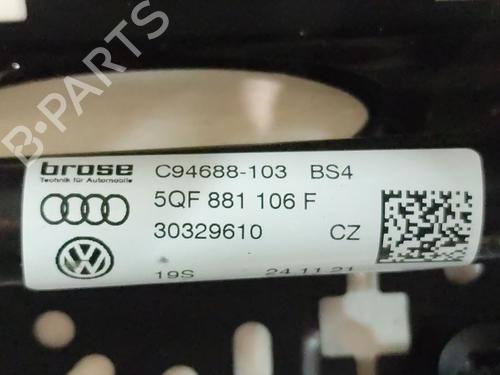 B-PARTS
brose C94688-103 BS4
Technik für Automobile
5QF 881 106 F
30329610 CZ
19S 24.11.21